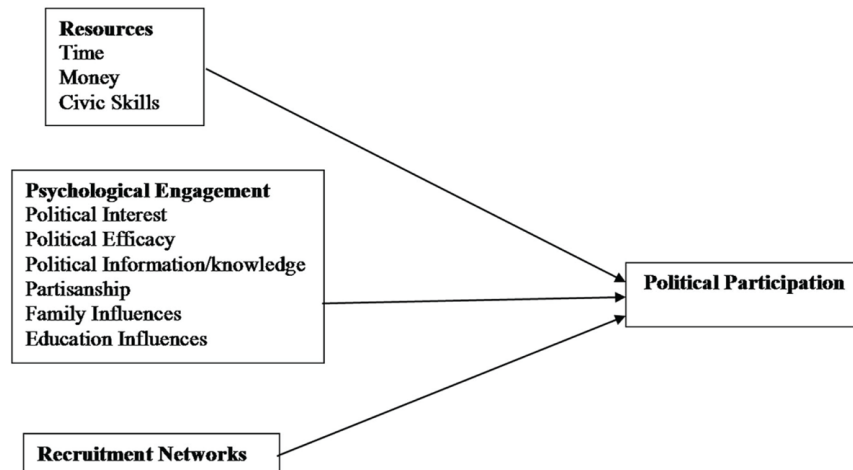 Resources
Time
Money
Civic Skills
Psychological Engagement
Political Interest
Political Efficacy
Political Information/knowledge
Partisanship
Family Influences
Education Influences
Political Participation
Recruitment Networks